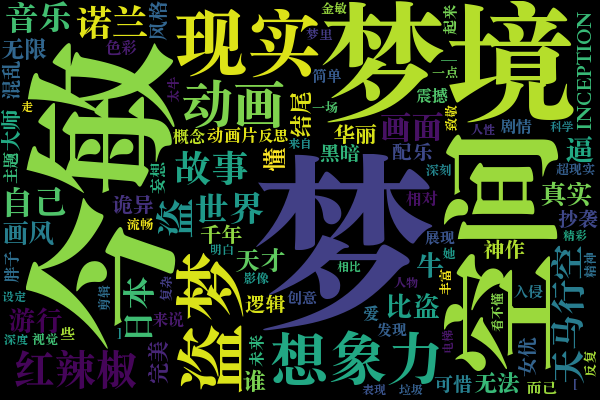 音乐
诺兰
风格
现实
金敏
梦境
起来
INCEPTION
无限
色彩
梦里
混乱
太牛
动画
简单
一点
一场
震撼
走
今敏
结尾
大师
概念
动画片
反思
华丽
画面
致敬
人性
剧情
科学
主题
懂
来自
黑暗
配乐
逼
妄想
故事
梦
深刻
空间
超现实
自己
诡异
盗
世界
相对
真实
流畅
抄袭
画风
千年
展现
她
神作
精彩
胖子
明白
天才
牛
日本
盗梦
影像
相比
丰富
天马行空
精神
设定
剪辑
复杂
逻辑
创意
人物
比盗
看不懂
入侵
游行
来说
爱
发现
些
想象力
深度
视觉
完美
未来
电梯
女优
红辣椒
谁
可惜
无法
而已
反复
表现
垃圾